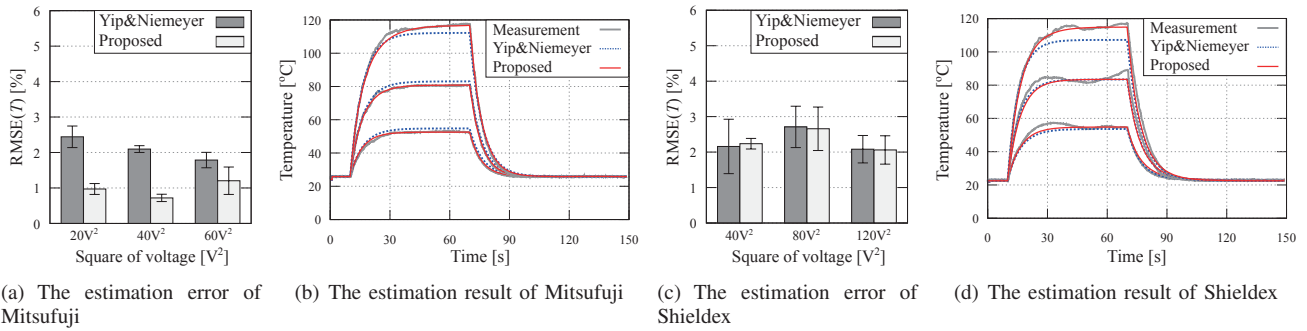 6
5
4
3
2
1
0
RMSE(T) [%]
Yip&Niemeyer
Proposed
20V²
40V²
60V²
Square of voltage [V²]
(a) The estimation error of
Mitsufuji
120
100
80
60
40
20
0
Temperature [°C]
Measurement
Yip&Niemeyer
Proposed
0
30
60
90
120
150
Time [s]
(b) The estimation result of Mitsufuji
6
5
4
3
2
1
0
RMSE(T) [%]
Yip&Niemeyer
Proposed
40V²
80V²
120V²
Square of voltage [V²]
(c) The estimation error of
Shieldex
120
100
80
60
40
20
0
Temperature [°C]
Measurement
Yip&Niemeyer
Proposed
0
30
60
90
120
150
Time [s]
(d) The estimation result of Shieldex